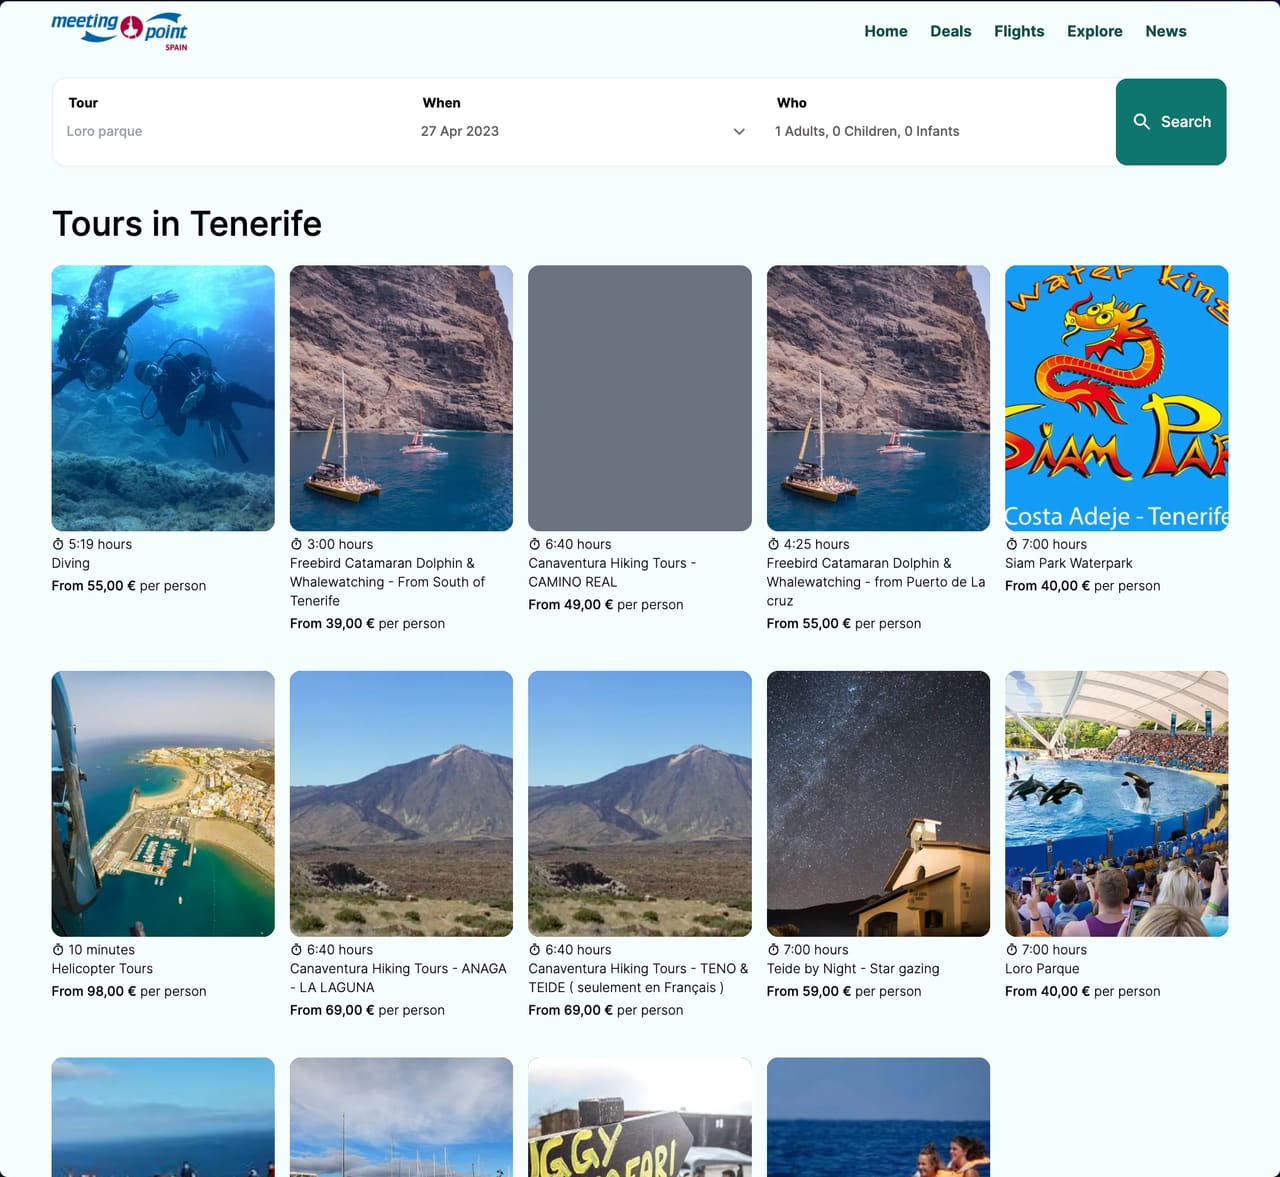 meeting point
SPAIN
Home Deals Flights Explore News
Tour When Who
Loro parque 27 Apr 2023 1 Adults, 0 Children, 0 Infants
Search
Tours in Tenerife
water king
SIAM PAR
Costa Adeje - Tenerife
5:19 hours
Diving
From 55,00 € per person
3:00 hours
Freebird Catamaran Dolphin &
Whalewatching - From South of
Tenerife
From 39,00 € per person
6:40 hours
Canaventura Hiking Tours -
CAMINO REAL
From 49,00 € per person
4:25 hours
Freebird Catamaran Dolphin &
Whalewatching - from Puerto de La
cruz
From 55,00 € per person
7:00 hours
Siam Park Waterpark
From 40,00 € per person
10 minutes
Helicopter Tours
From 98,00 € per person
6:40 hours
Canaventura Hiking Tours - ANAGA
- LA LAGUNA
From 69,00 € per person
6:40 hours
Canaventura Hiking Tours - TENO &
TEIDE ( seulement en Français )
From 69,00 € per person
7:00 hours
Teide by Night - Star gazing
From 59,00 € per person
7:00 hours
Loro Parque
From 40,00 € per person
GGY
FARI